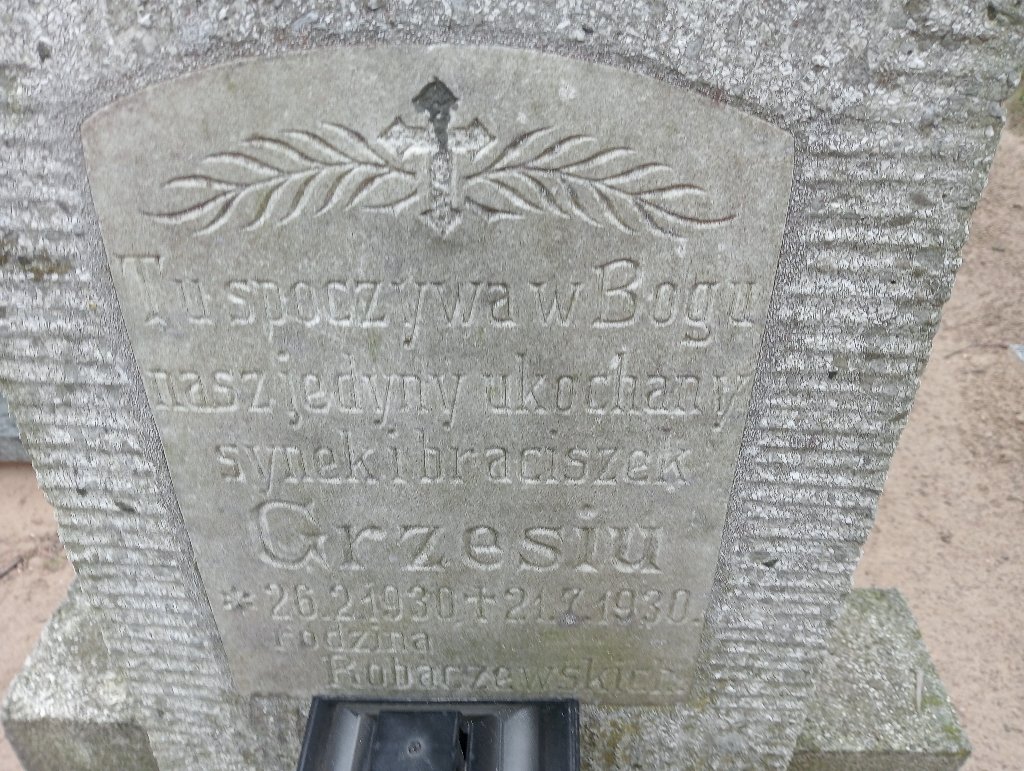 Tu spoczywa w Bogu
nasz jedyny ukochany
synek i braciszek
Grzesiu
* 26.2.1930, + 21.7.1930.
rodzina
Robaczewskich